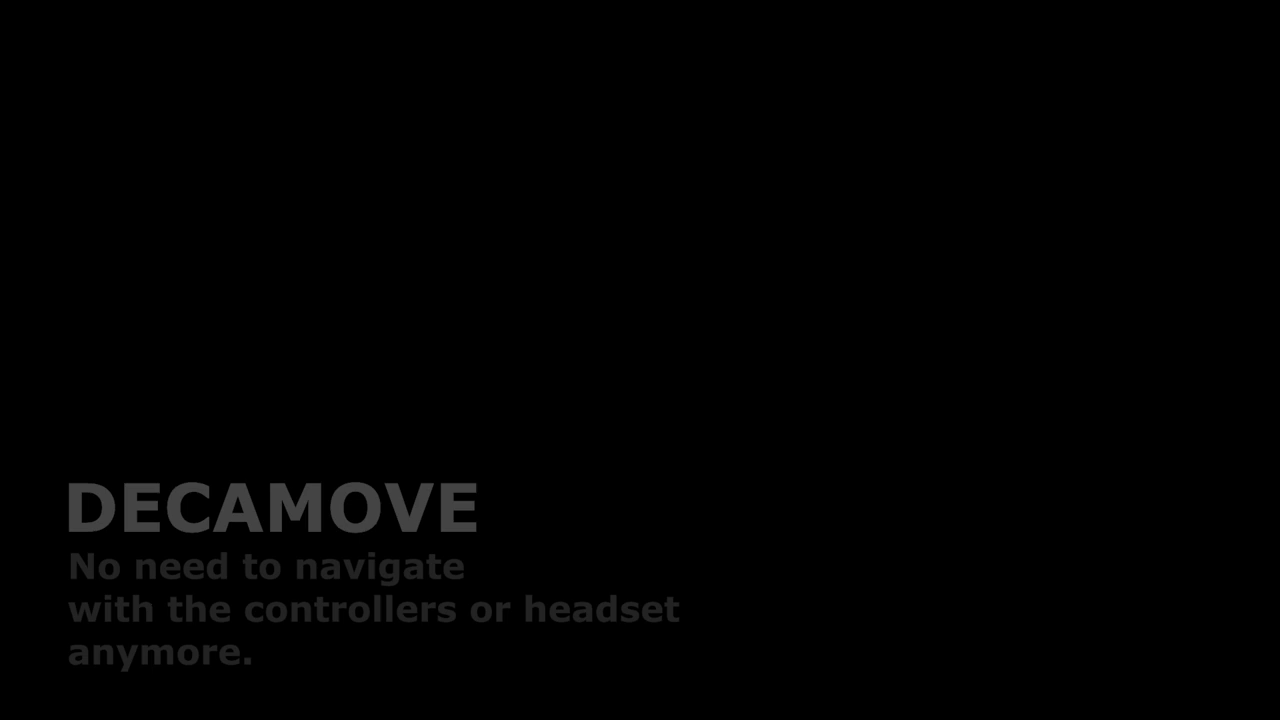 DECAMOVE
No need to navigate
with the controllers or headset
anymore.